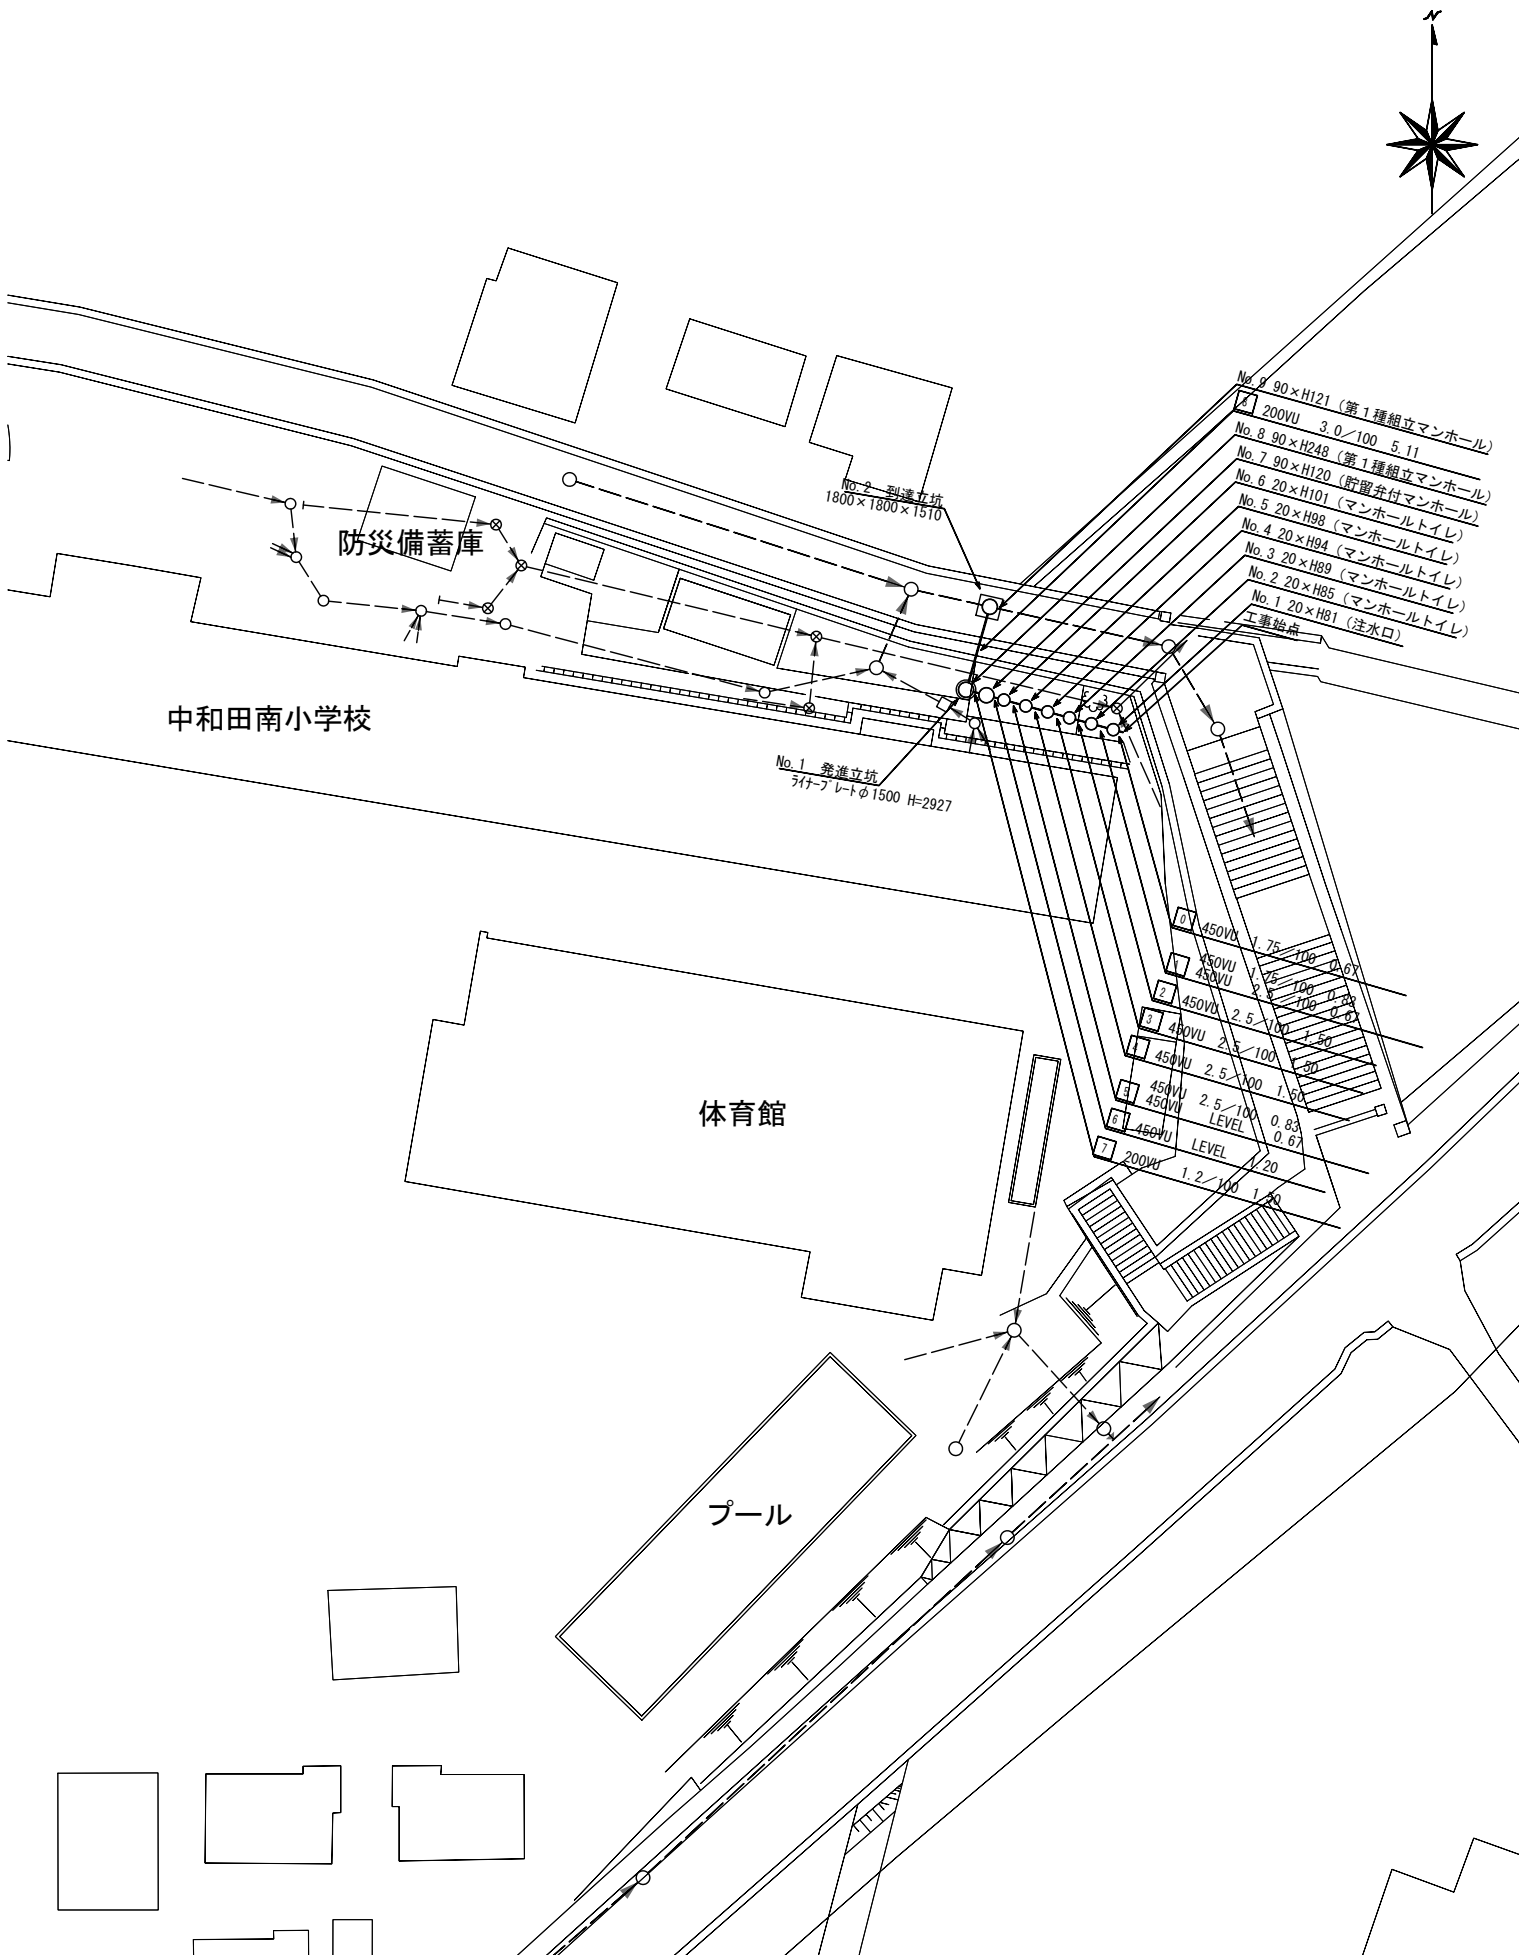 N
No.9 90×H121（第１種組立マンホール）
8 200VU 3.0／100 5.11
No.8 90×H248（第１種組立マンホール）
No.7 90×H120（貯留弁付マンホール）
No.6 20×H101（マンホールトイレ）
No.5 20×H98（マンホールトイレ）
No.4 20×H94（マンホールトイレ）
No.3 20×H89（マンホールトイレ）
No.2 20×H85（マンホールトイレ）
No.1 20×H81（注水口）
工事始点
No.2 到達立坑
1800×1800×1510
防災備蓄庫
中和田南小学校
No.1 発進立坑
ﾗｲﾅｰﾌﾟﾚｰﾄφ1500 H=2927
0 450VU 1.75／100 0.67
1 450VU 1.75／100 0.83
450VU 2.5／100 0.67
2 450VU 2.5／100 1.50
3 450VU 2.5／100 1.50
4 450VU 2.5／100 1.50
5 450VU 2.5／100 0.83
450VU LEVEL 0.67
6 450VU LEVEL 1.20
7 200VU 1.2／100 1.50
体育館
プール